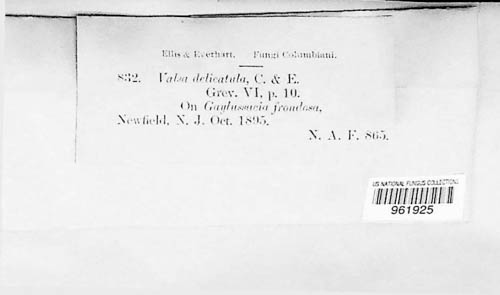 Ellis & Everhart. Fungi Columbiani.
832. Valsa delicatula, C. & E.
Grev. VI, p. 10.
On Gaylussacia frondosa,
Newfield, N. J. Oct. 1895.
N. A. F. 865.
US NATIONAL FUNGUS COLLECTIONS
961925